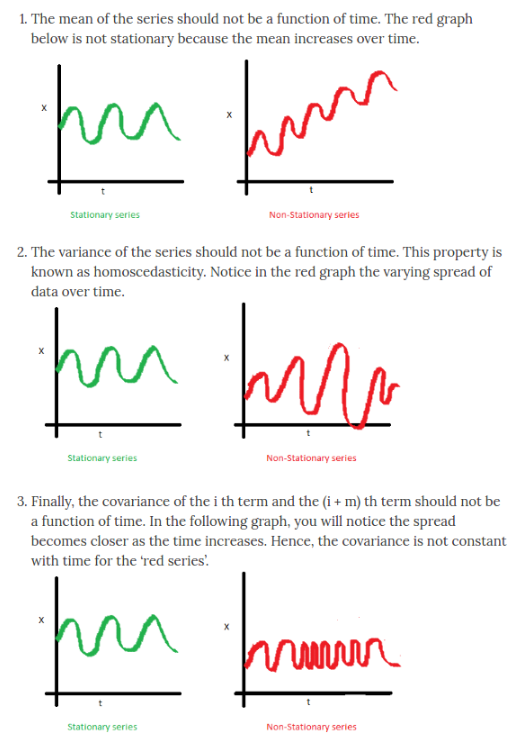 1. The mean of the series should not be a function of time. The red graph
below is not stationary because the mean increases over time.
x
x
t
t
Stationary series
Non-Stationary series
2. The variance of the series should not be a function of time. This property is
known as homoscedasticity. Notice in the red graph the varying spread of
data over time.
x
x
t
t
Stationary series
Non-Stationary series
3. Finally, the covariance of the i th term and the (i + m) th term should not be
a function of time. In the following graph, you will notice the spread
becomes closer as the time increases. Hence, the covariance is not constant
with time for the ‘red series’.
x
x
t
t
Stationary series
Non-Stationary series